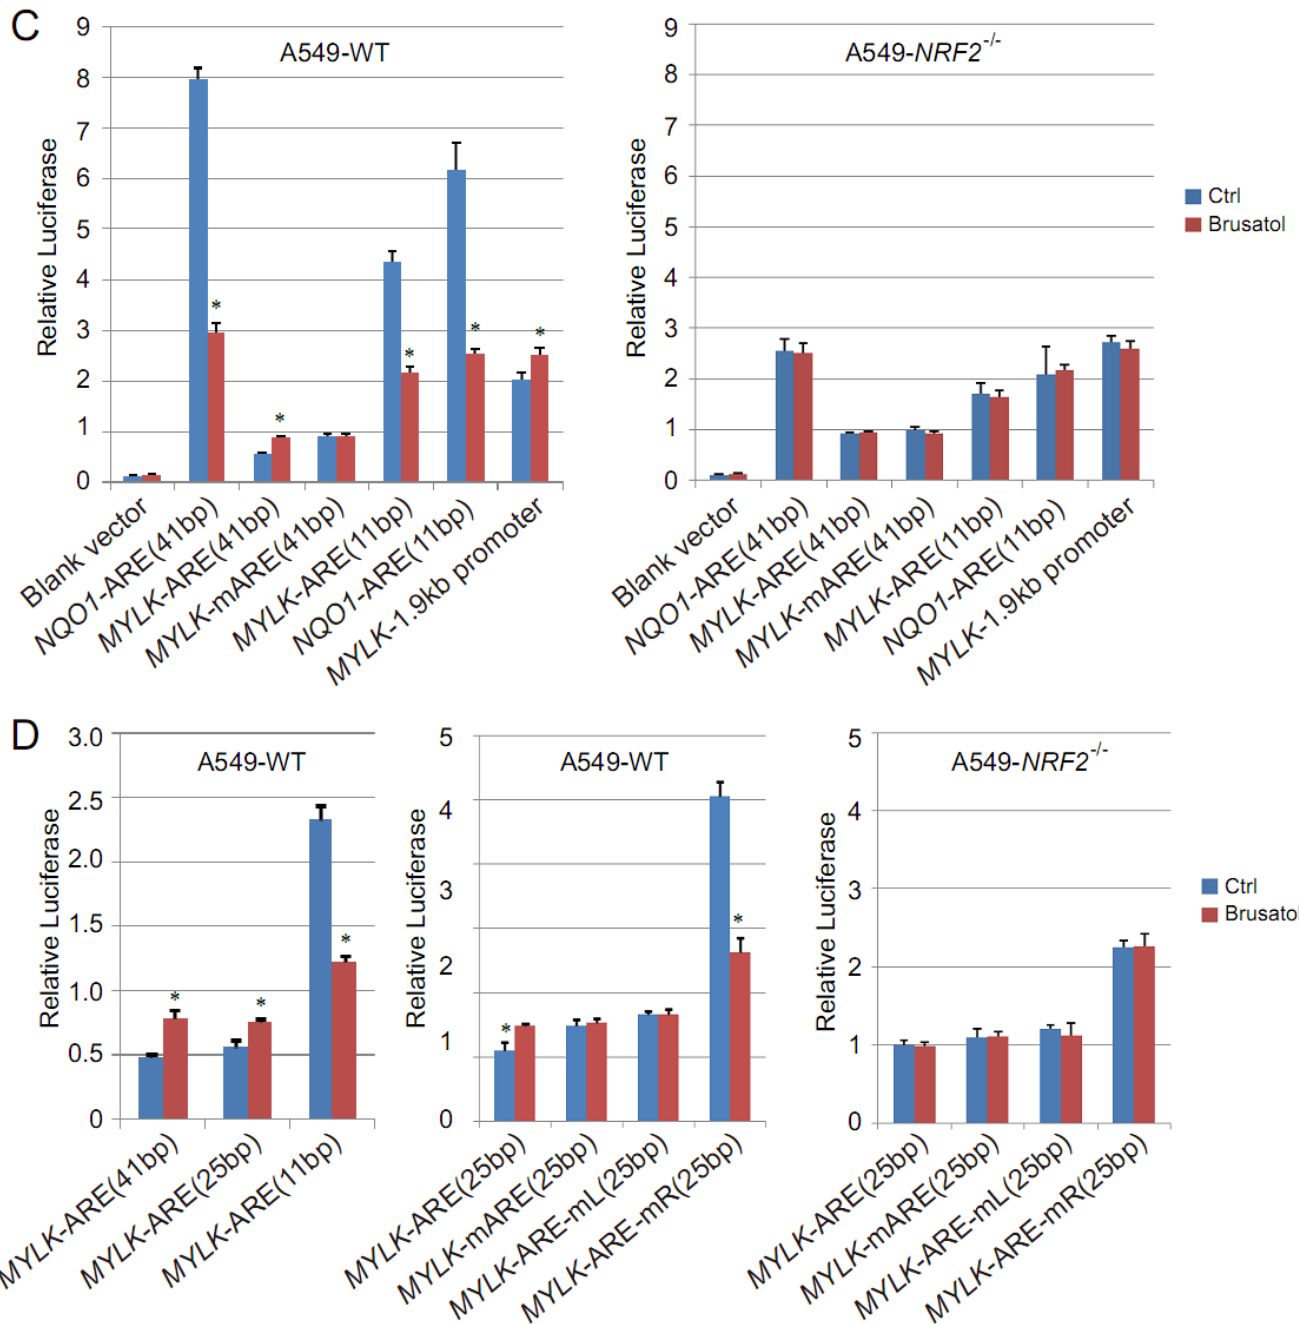 C
A549-WT
Relative Luciferase
9
8
7
6
5
4
3
2
1
0
*
*
*
*
*
Blank vector
NQO1-ARE(41bp)
MYLK-ARE(41bp)
MYLK-mARE(41bp)
MYLK-ARE(11bp)
NQO1-ARE(11bp)
MYLK-1.9kb promoter
A549-NRF2-/-
Relative Luciferase
9
8
7
6
5
4
3
2
1
0
Blank vector
NQO1-ARE(41bp)
MYLK-ARE(41bp)
MYLK-mARE(41bp)
MYLK-ARE(11bp)
NQO1-ARE(11bp)
MYLK-1.9kb promoter
Ctrl
Brusatol
D
A549-WT
Relative Luciferase
3.0
2.5
2.0
1.5
1.0
0.5
0
*
*
*
MYLK-ARE(41bp)
MYLK-ARE(25bp)
MYLK-ARE(11bp)
A549-WT
Relative Luciferase
5
4
3
2
1
0
*
*
MYLK-ARE(25bp)
MYLK-mARE(25bp)
MYLK-ARE-mL(25bp)
MYLK-ARE-mR(25bp)
A549-NRF2-/-
Relative Luciferase
5
4
3
2
1
0
MYLK-ARE(25bp)
MYLK-mARE(25bp)
MYLK-ARE-mL(25bp)
MYLK-ARE-mR(25bp)
Ctrl
Brusatol